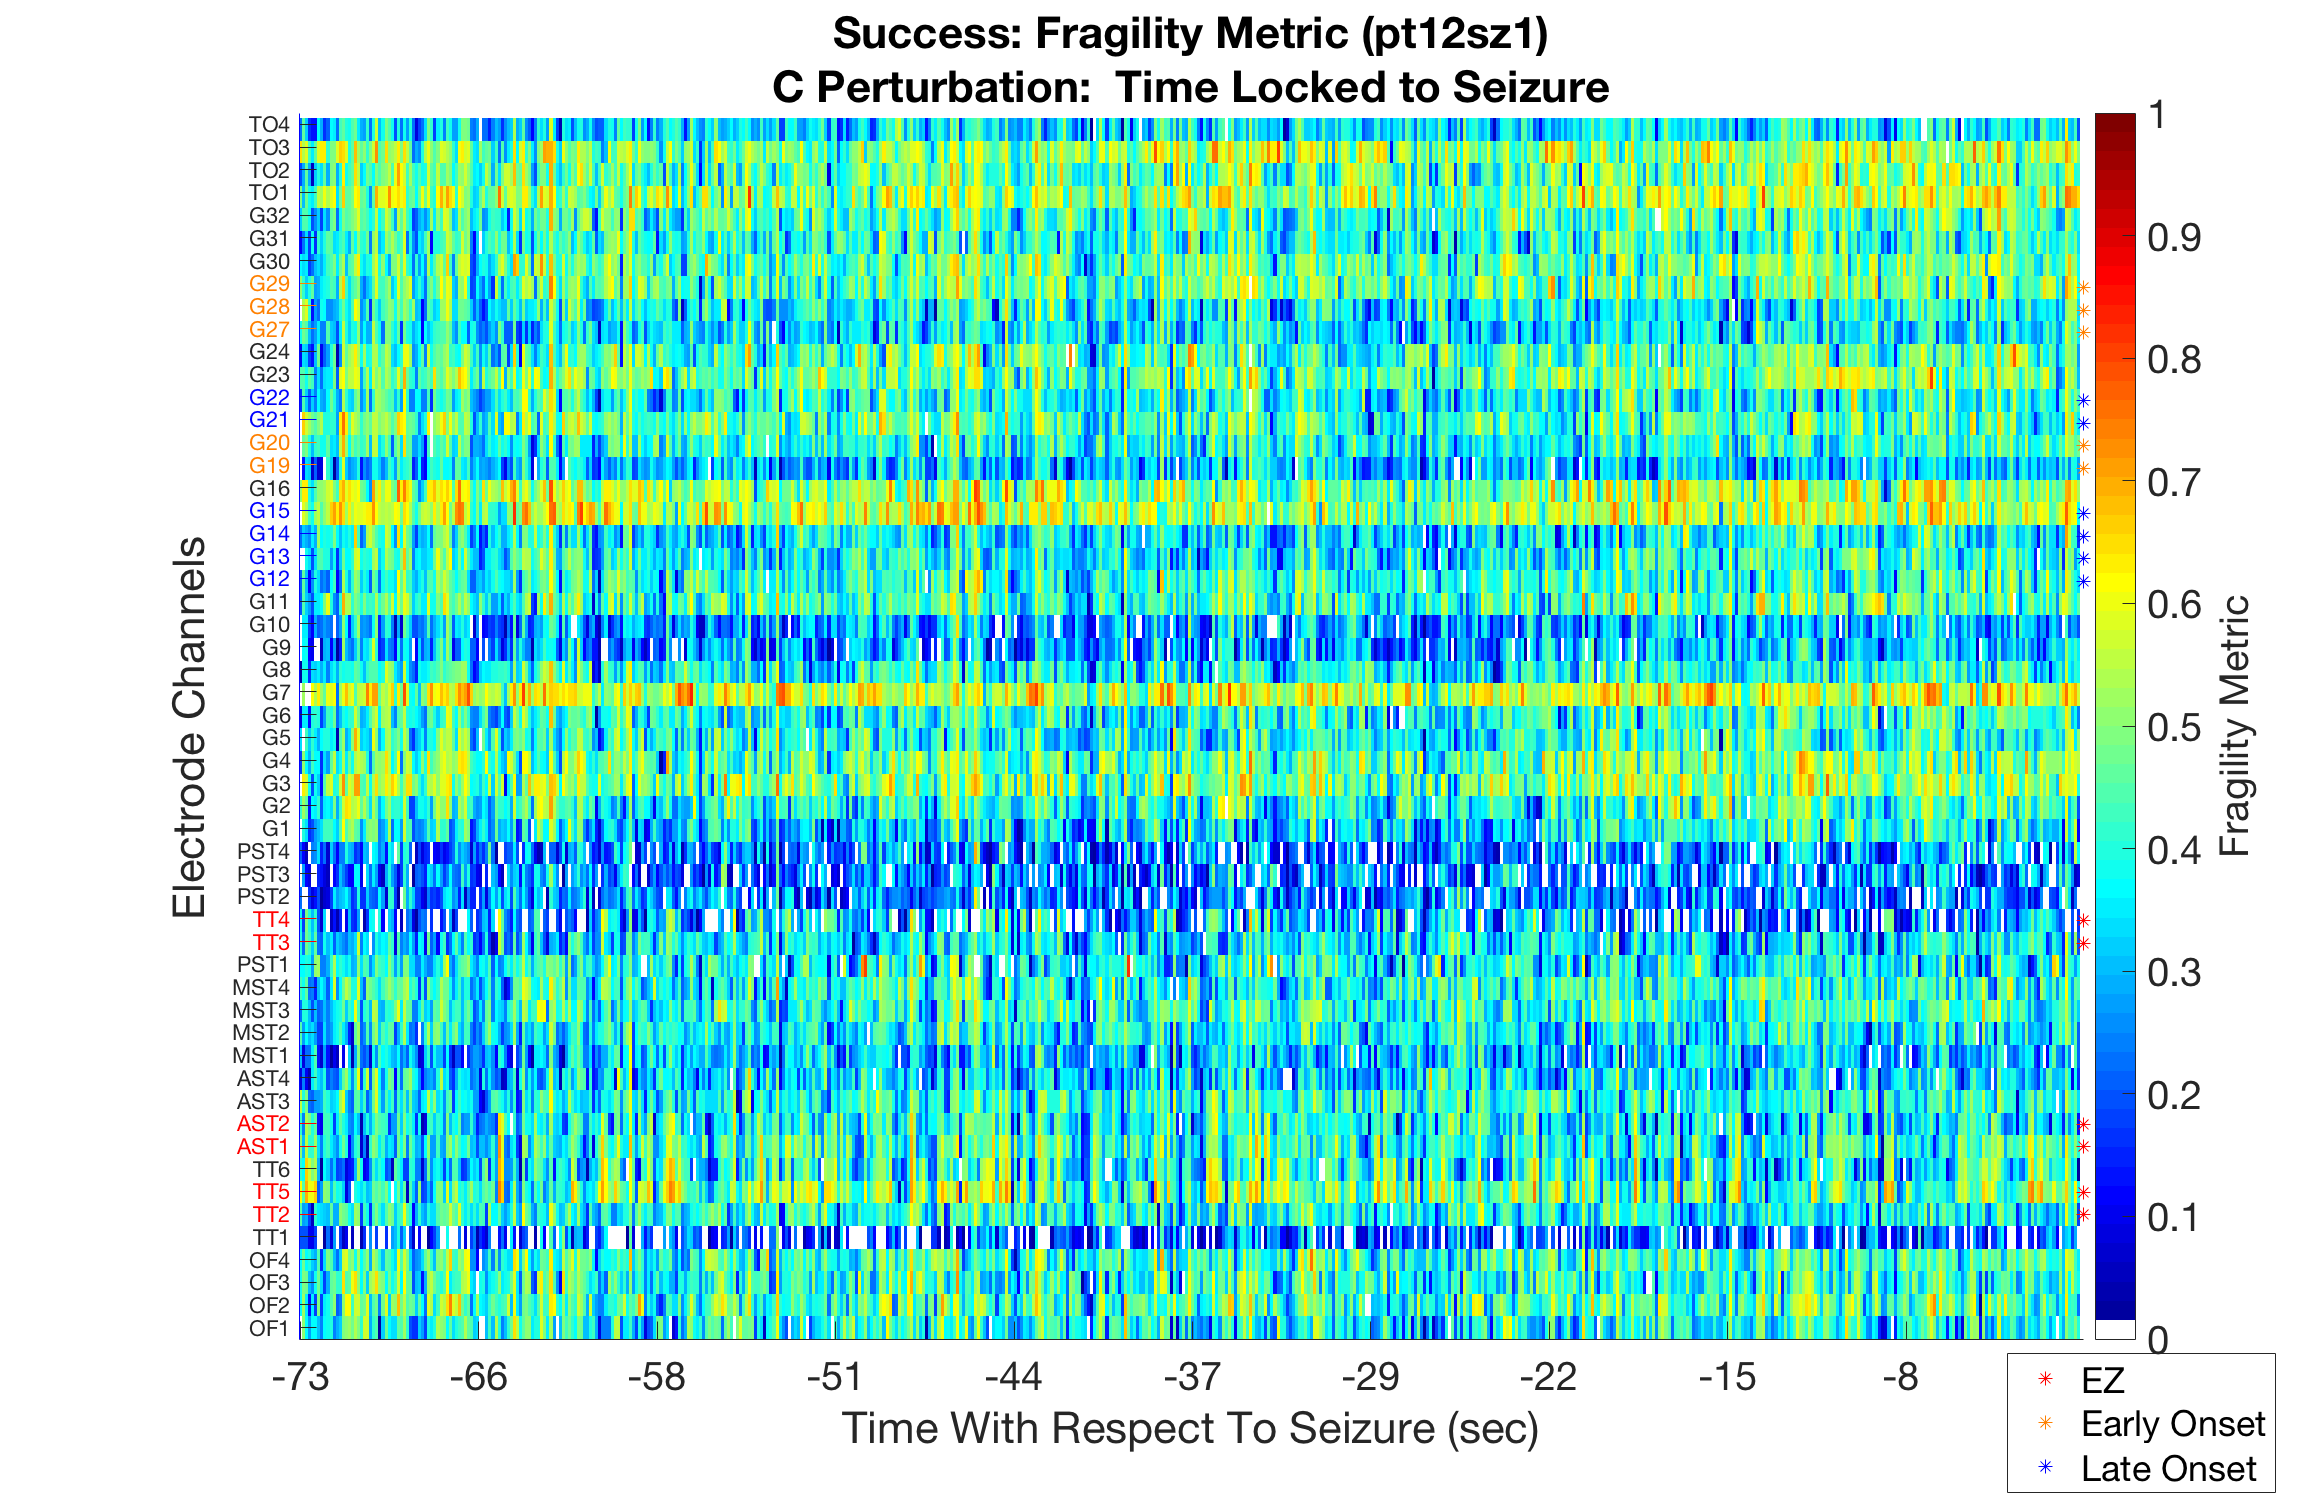 Success: Fragility Metric (pt12sz1)
C Perturbation: Time Locked to Seizure
Electrode Channels
TO4
TO3
TO2
TO1
G32
G31
G30
G29
G28
G27
G24
G23
G22
G21
G20
G19
G16
G15
G14
G13
G12
G11
G10
G9
G8
G7
G6
G5
G4
G3
G2
G1
PST4
PST3
PST2
TT4
TT3
PST1
MST4
MST3
MST2
MST1
AST4
AST3
AST2
AST1
TT6
TT5
TT2
TT1
OF4
OF3
OF2
OF1
-73 -66 -58 -51 -44 -37 -29 -22 -15 -8
Time With Respect To Seizure (sec)
1
0.9
0.8
0.7
0.6
0.5
0.4
0.3
0.2
0.1
0
Fragility Metric
EZ
Early Onset
Late Onset